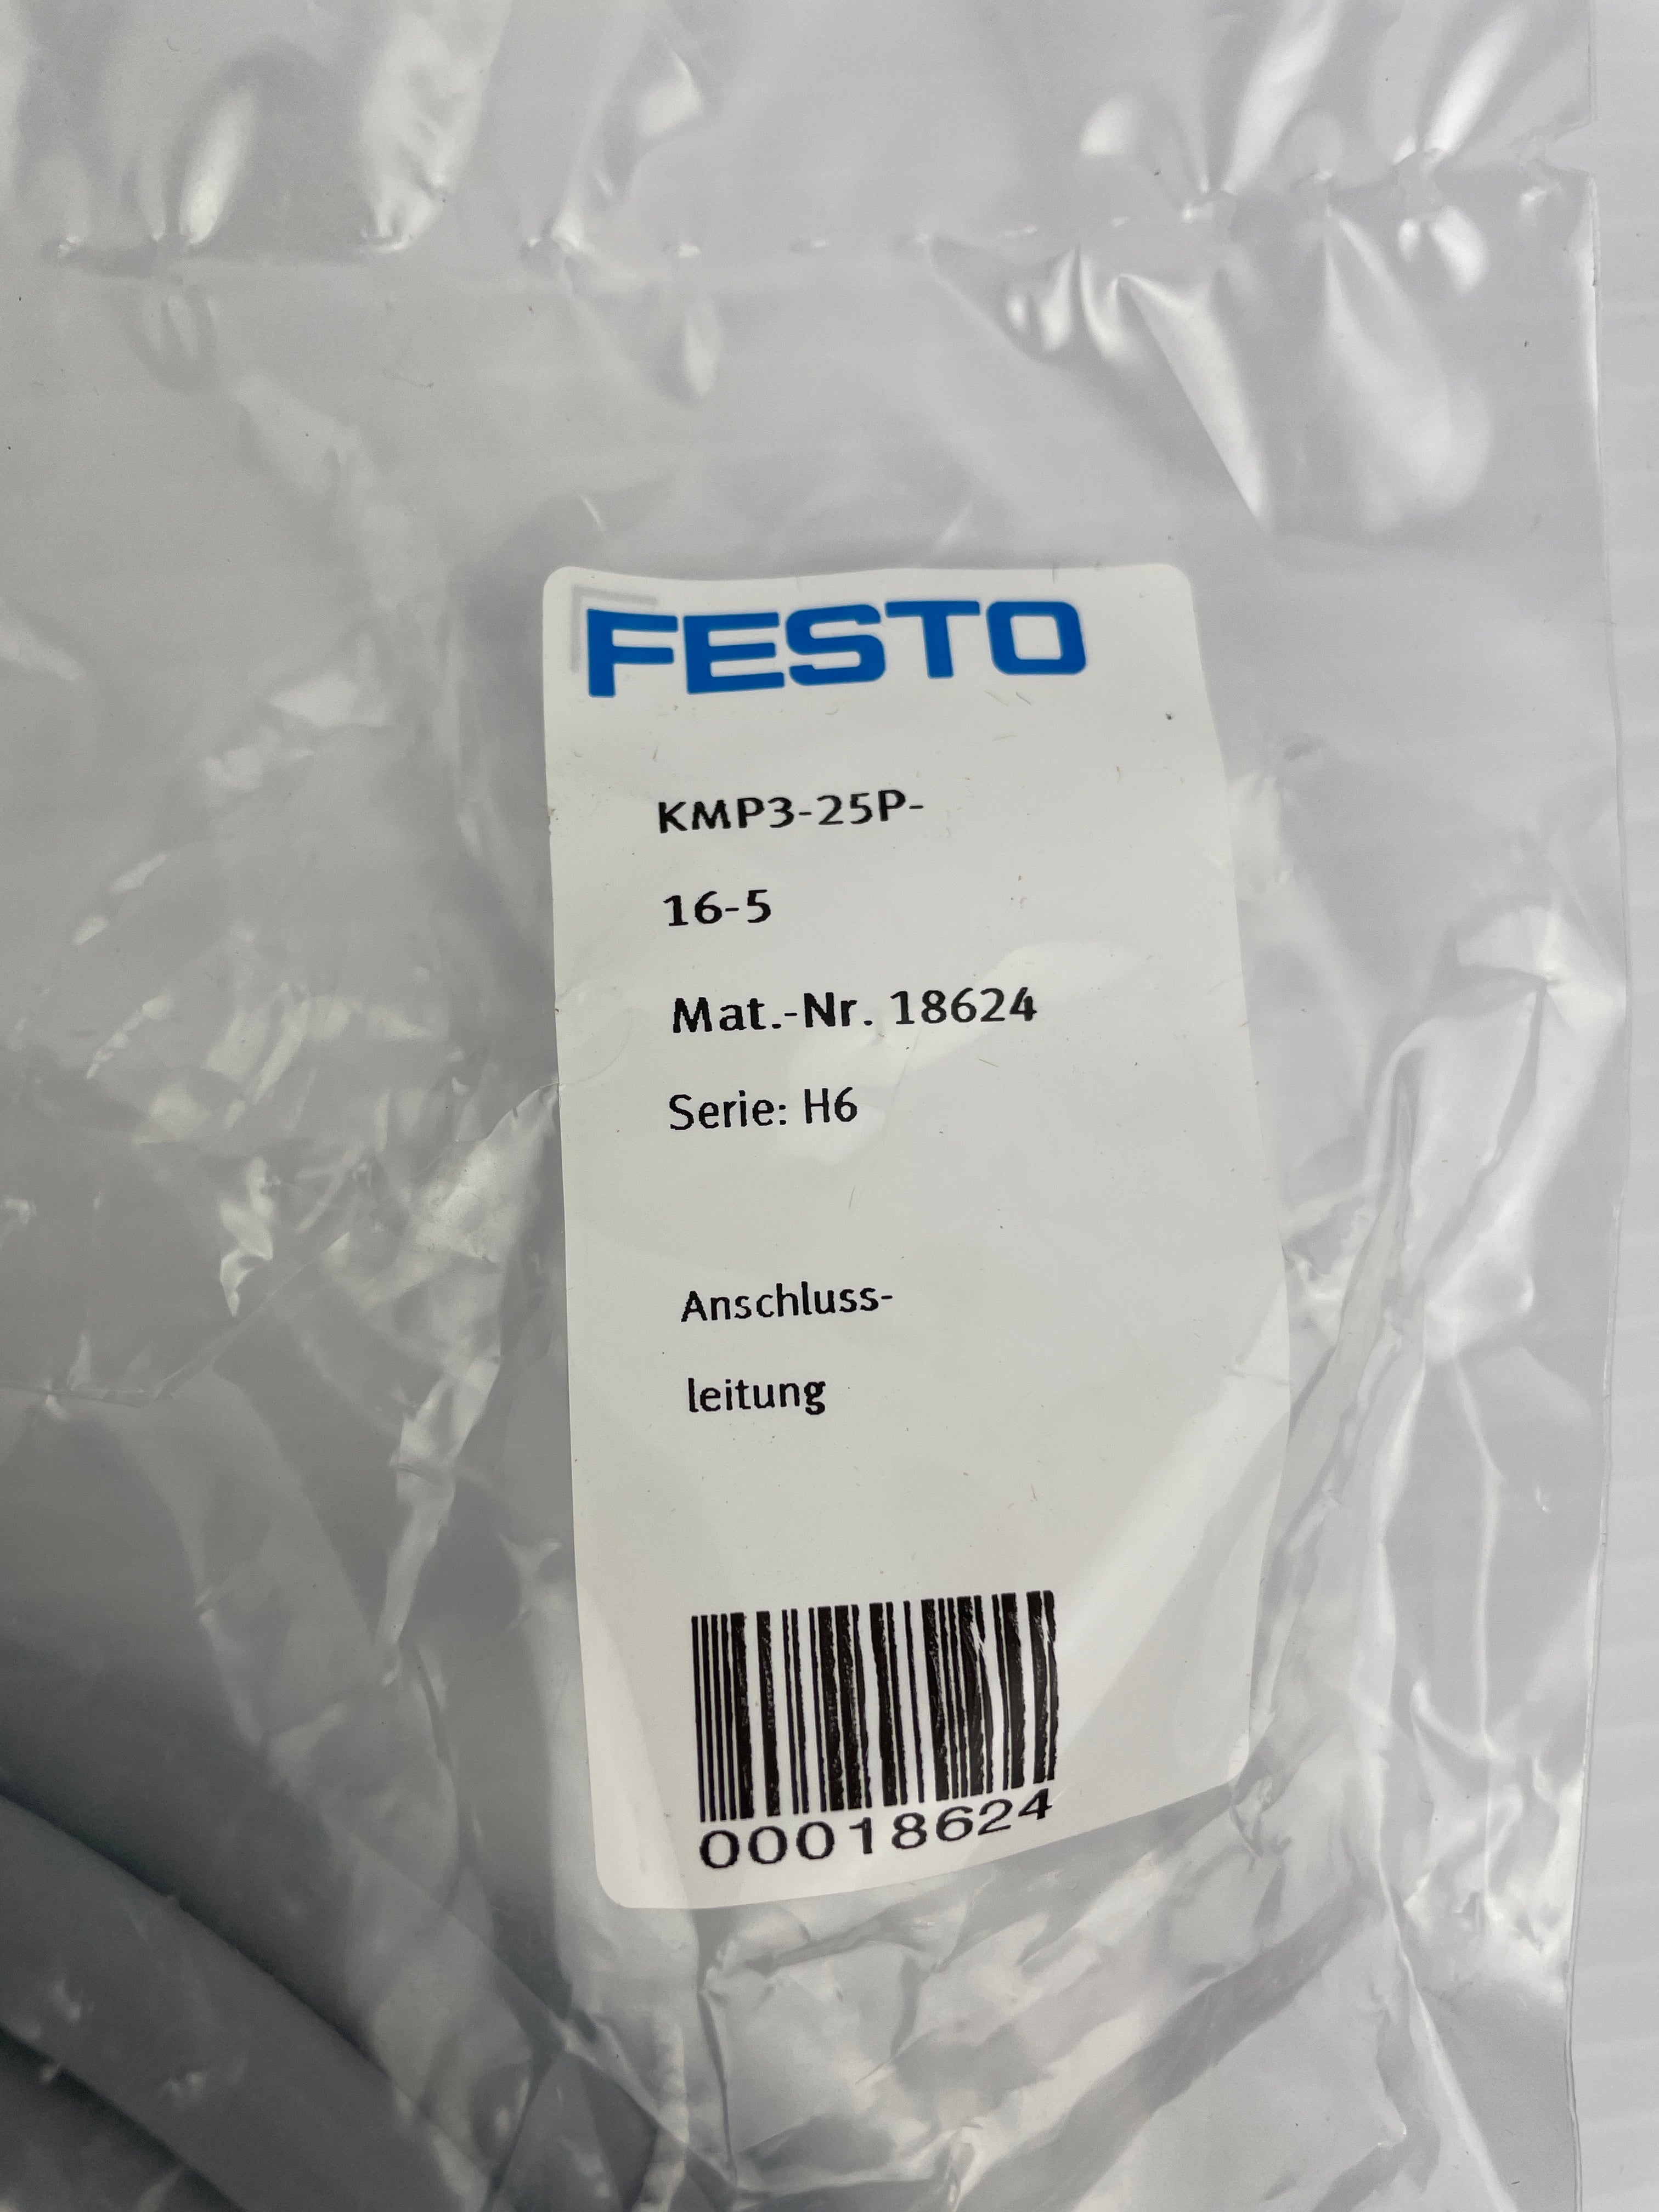 FESTO
KMP3-25P-
16-5
Mat.-Nr. 18624
Serie: H6
Anschluss-
leitung
00018624